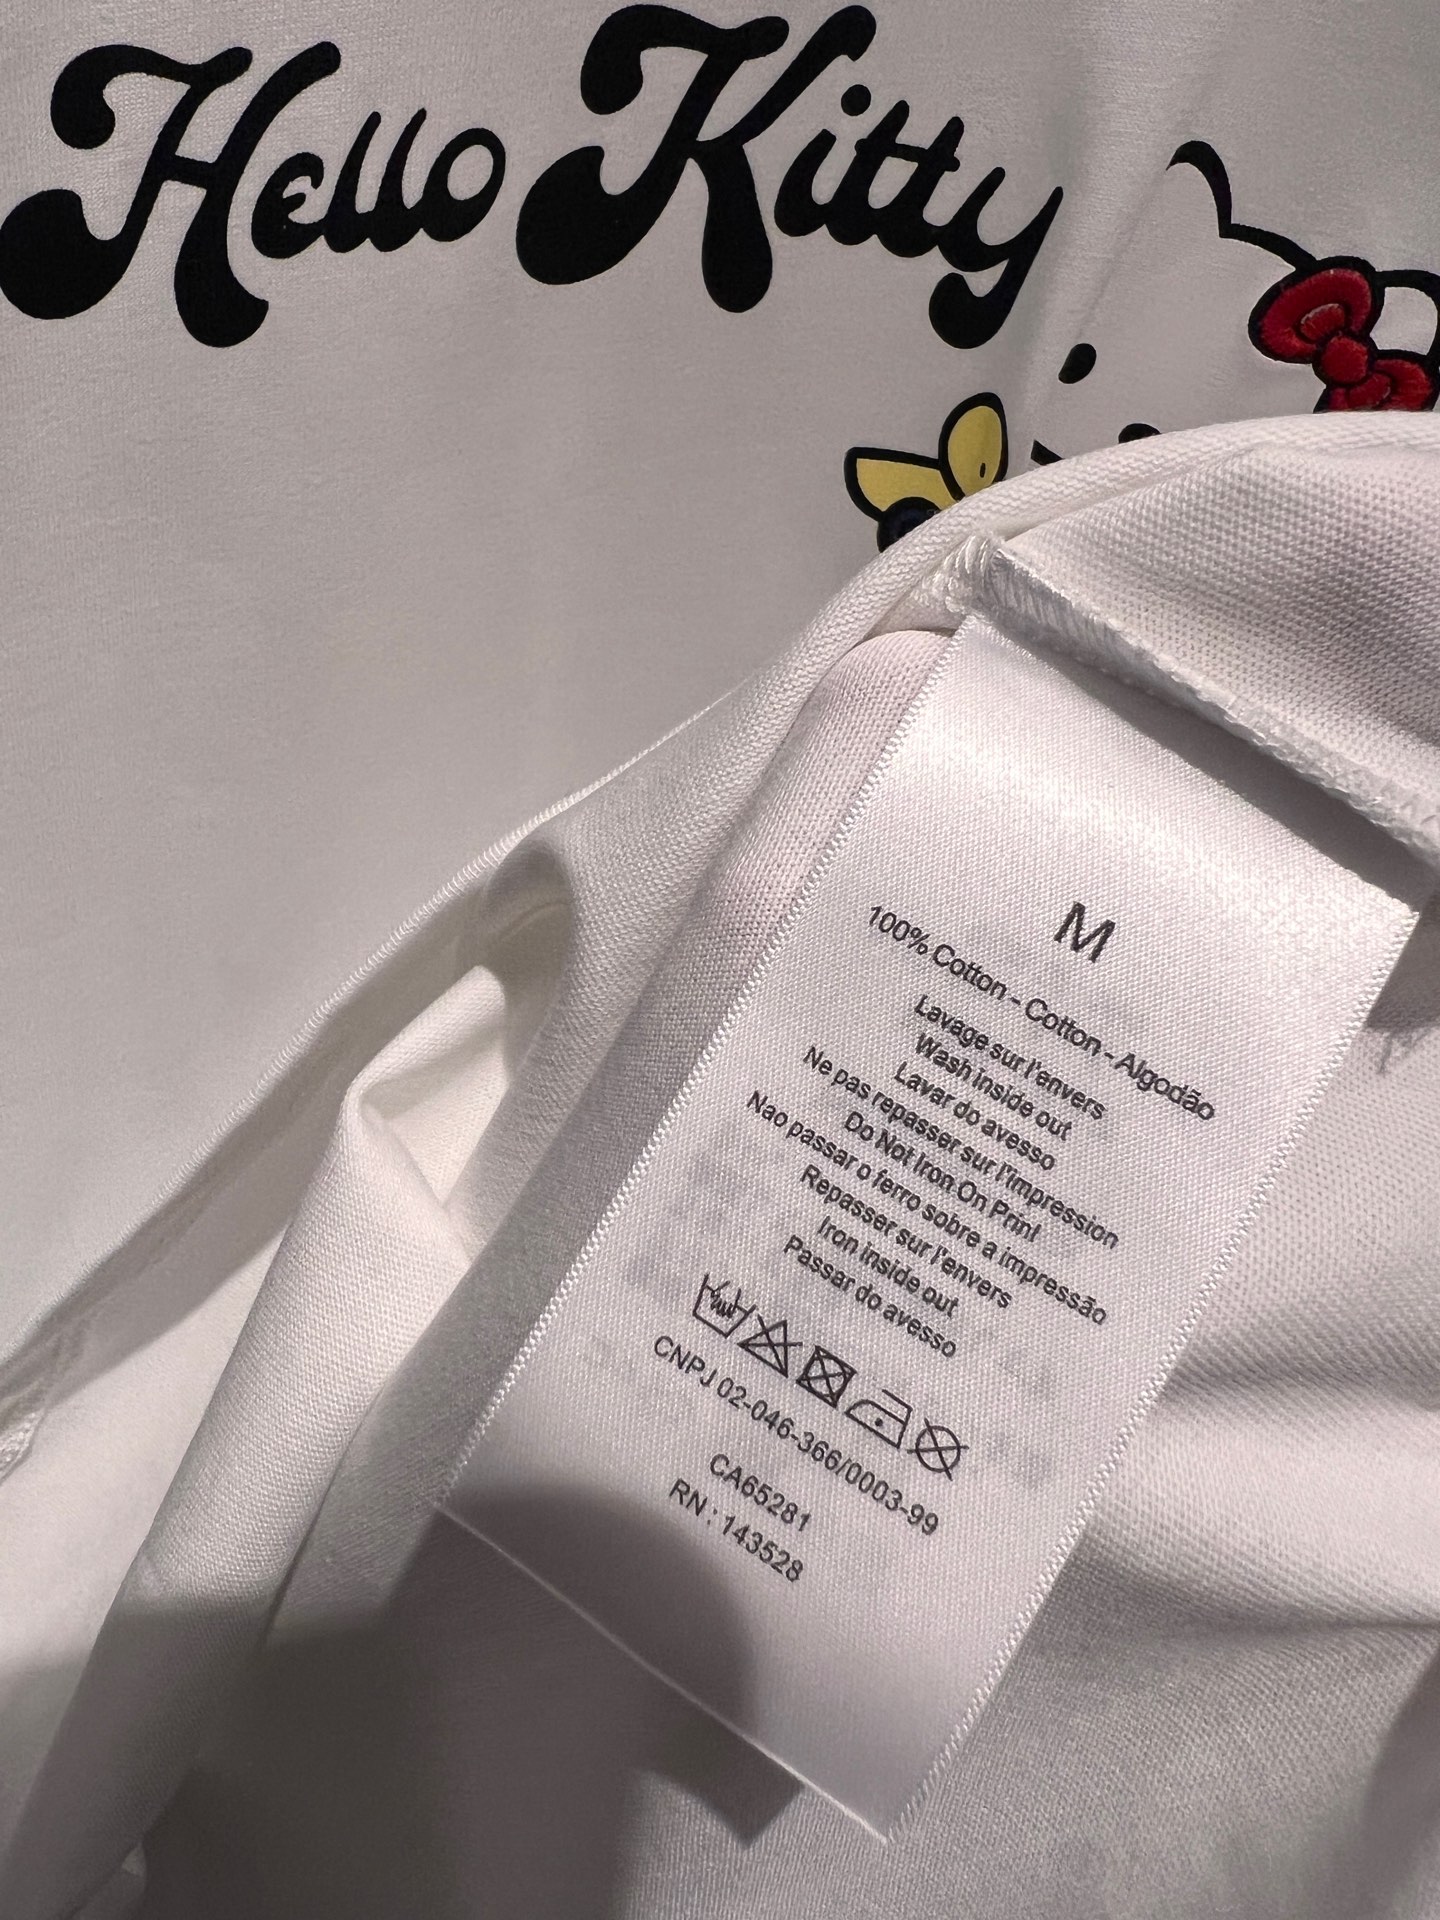 Hello Kitty
M
100% Cotton - Cotton - Algodão
Lavage sur l'envers
Wash inside out
Lavar do avesso
Ne pas repasser sur l'impression
Do Not Iron On Print
Nao passar o ferro sobre a impressão
Repasser sur l'envers
Iron inside out
Passar do avesso
CNPJ 02-046-366/0003-99
CA65281
RN : 143528